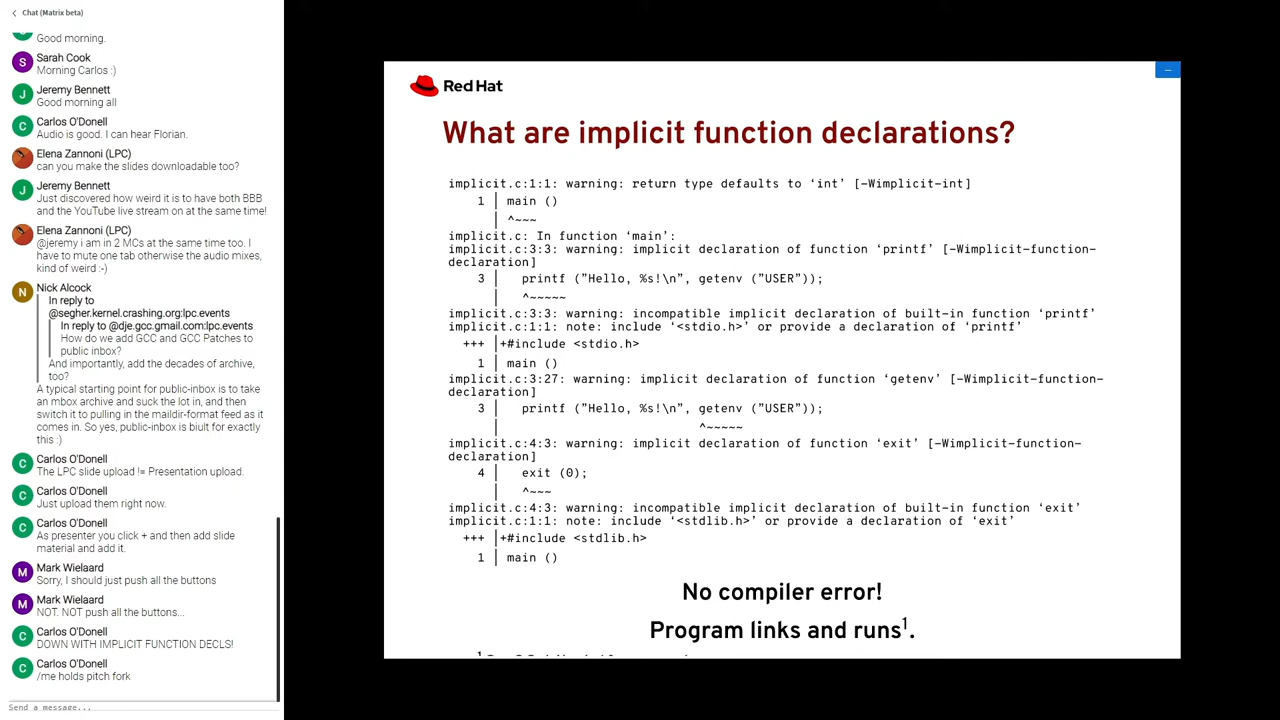 Chat (Matrix beta)
Good morning.
Sarah Cook
Morning Carlos :)
Jeremy Bennett
Good morning all
Carlos O'Donell
Audio is good. I can hear Florian.
Elena Zannoni (LPC)
can you make the slides downloadable too?
Jeremy Bennett
Just discovered how weird it is to have both BBB
and the YouTube live stream on at the same time!
Elena Zannoni (LPC)
@jeremy i am in 2 MCs at the same time too. I
have to mute one tab otherwise the audio mixes,
kind of weird :-)
Nick Alcock
In reply to
@segher.kernel.crashing.org:lpc.events
In reply to @dje.gcc.gmail.com:lpc.events
How do we add GCC and GCC Patches to
public inbox?
And importantly, add the decades of archive,
too?
A typical starting point for public-inbox is to take
an mbox archive and suck the lot in, and then
switch it to pulling in the maildir-format feed as it
comes in. So yes, public-inbox is biult for exactly
this :)
Carlos O'Donell
The LPC slide upload != Presentation upload.
Carlos O'Donell
Just upload them right now.
Carlos O'Donell
As presenter you click + and then add slide
material and add it.
Mark Wielaard
Sorry, I should just push all the buttons
Mark Wielaard
NOT. NOT push all the buttons...
Carlos O'Donell
DOWN WITH IMPLICIT FUNCTION DECLS!
Carlos O'Donell
/me holds pitch fork
Send a message...
Red Hat
What are implicit function declarations?
implicit.c:1:1: warning: return type defaults to ‘int’ [-Wimplicit-int]
1 | main ()
| ^~~~
implicit.c: In function ‘main’:
implicit.c:3:3: warning: implicit declaration of function ‘printf’ [-Wimplicit-function-
declaration]
3 | printf ("Hello, %s!\n", getenv ("USER"));
| ^~~~~~
implicit.c:3:3: warning: incompatible implicit declaration of built-in function ‘printf’
implicit.c:1:1: note: include ‘<stdio.h>’ or provide a declaration of ‘printf’
+++ |+#include <stdio.h>
1 | main ()
implicit.c:3:27: warning: implicit declaration of function ‘getenv’ [-Wimplicit-function-
declaration]
3 | printf ("Hello, %s!\n", getenv ("USER"));
| ^~~~~~
implicit.c:4:3: warning: implicit declaration of function ‘exit’ [-Wimplicit-function-
declaration]
4 | exit (0);
| ^~~~
implicit.c:4:3: warning: incompatible implicit declaration of built-in function ‘exit’
implicit.c:1:1: note: include ‘<stdlib.h>’ or provide a declaration of ‘exit’
+++ |+#include <stdlib.h>
1 | main ()
No compiler error!
Program links and runs¹.